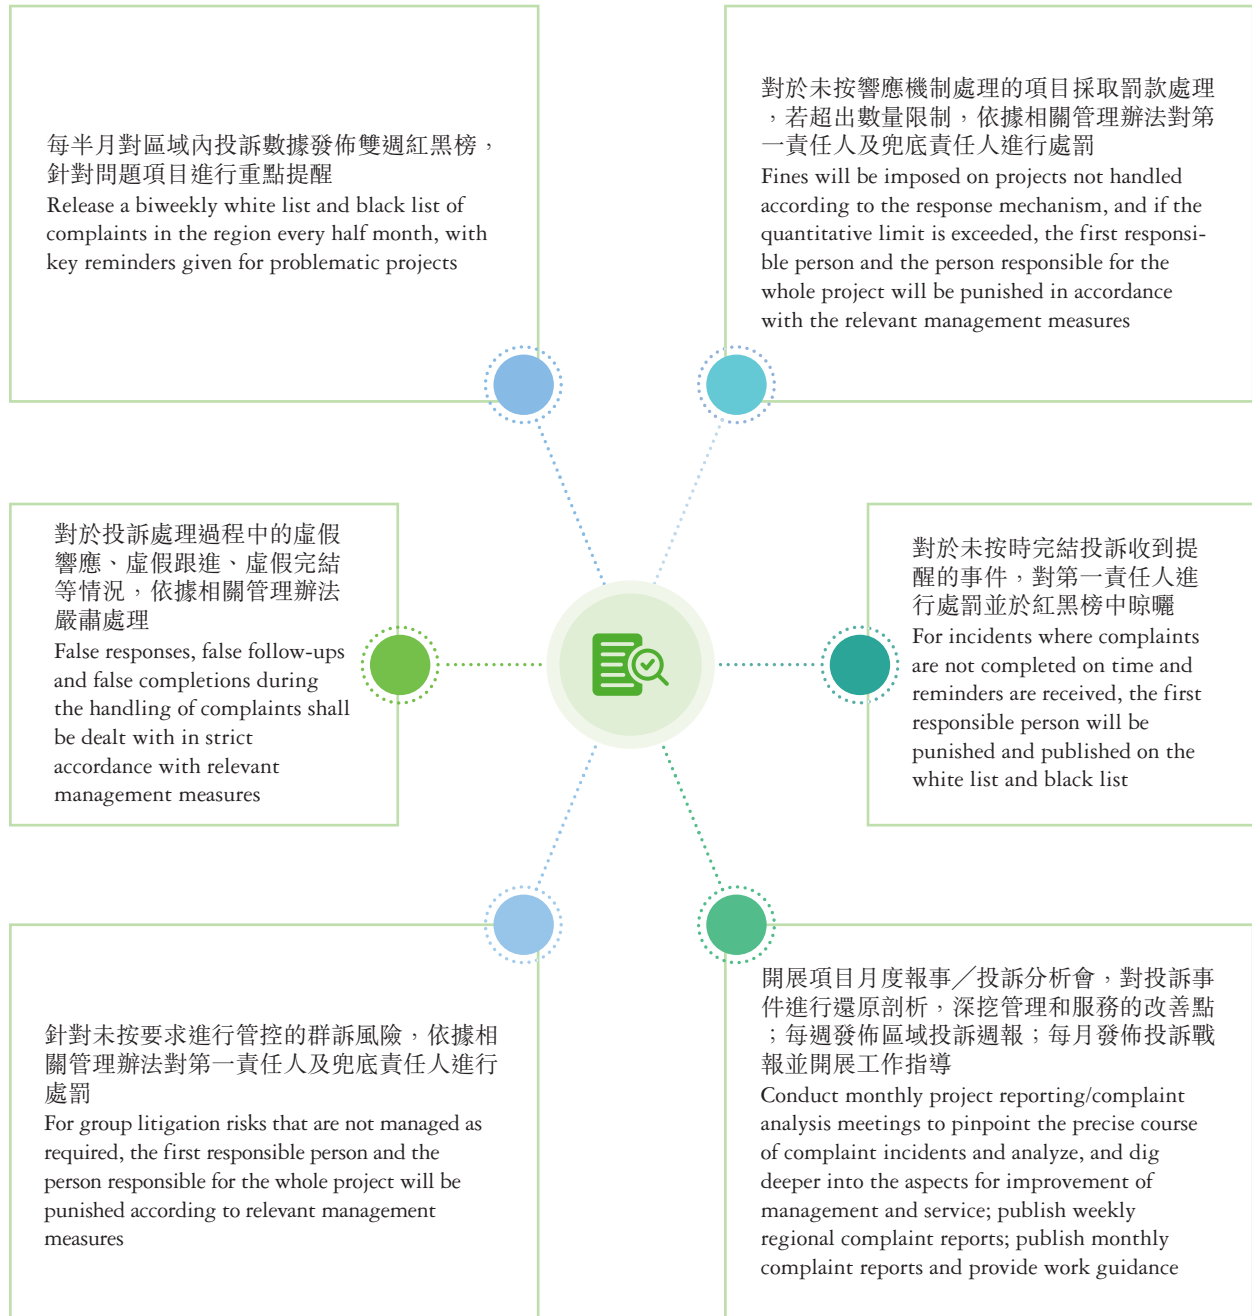 每半月對區域內投訴數據發佈雙週紅黑榜，
針對問題項目進行重點提醒
Release a biweekly white list and black list of
complaints in the region every half month, with
key reminders given for problematic projects
對於未按響應機制處理的項目採取罰款處理
，若超出數量限制，依據相關管理辦法對第
一責任人及兜底責任人進行處罰
Fines will be imposed on projects not handled
according to the response mechanism, and if the
quantitative limit is exceeded, the first responsi-
ble person and the person responsible for the
whole project will be punished in accordance
with the relevant management measures
對於投訴處理過程中的虛假
響應、虛假跟進、虛假完結
等情況，依據相關管理辦法
嚴肅處理
False responses, false follow-ups
and false completions during
the handling of complaints shall
be dealt with in strict
accordance with relevant
management measures
對於未按時完結投訴收到提
醒的事件，對第一責任人進
行處罰並於紅黑榜中晾曬
For incidents where complaints
are not completed on time and
reminders are received, the first
responsible person will be
punished and published on the
white list and black list
針對未按要求進行管控的群訴風險，依據相
關管理辦法對第一責任人及兜底責任人進行
處罰
For group litigation risks that are not managed as
required, the first responsible person and the
person responsible for the whole project will be
punished according to relevant management
measures
開展項目月度報事／投訴分析會，對投訴事
件進行還原剖析，深挖管理和服務的改善點
；每週發佈區域投訴週報；每月發佈投訴戰
報並開展工作指導
Conduct monthly project reporting/complaint
analysis meetings to pinpoint the precise course
of complaint incidents and analyze, and dig
deeper into the aspects for improvement of
management and service; publish weekly
regional complaint reports; publish monthly
complaint reports and provide work guidance